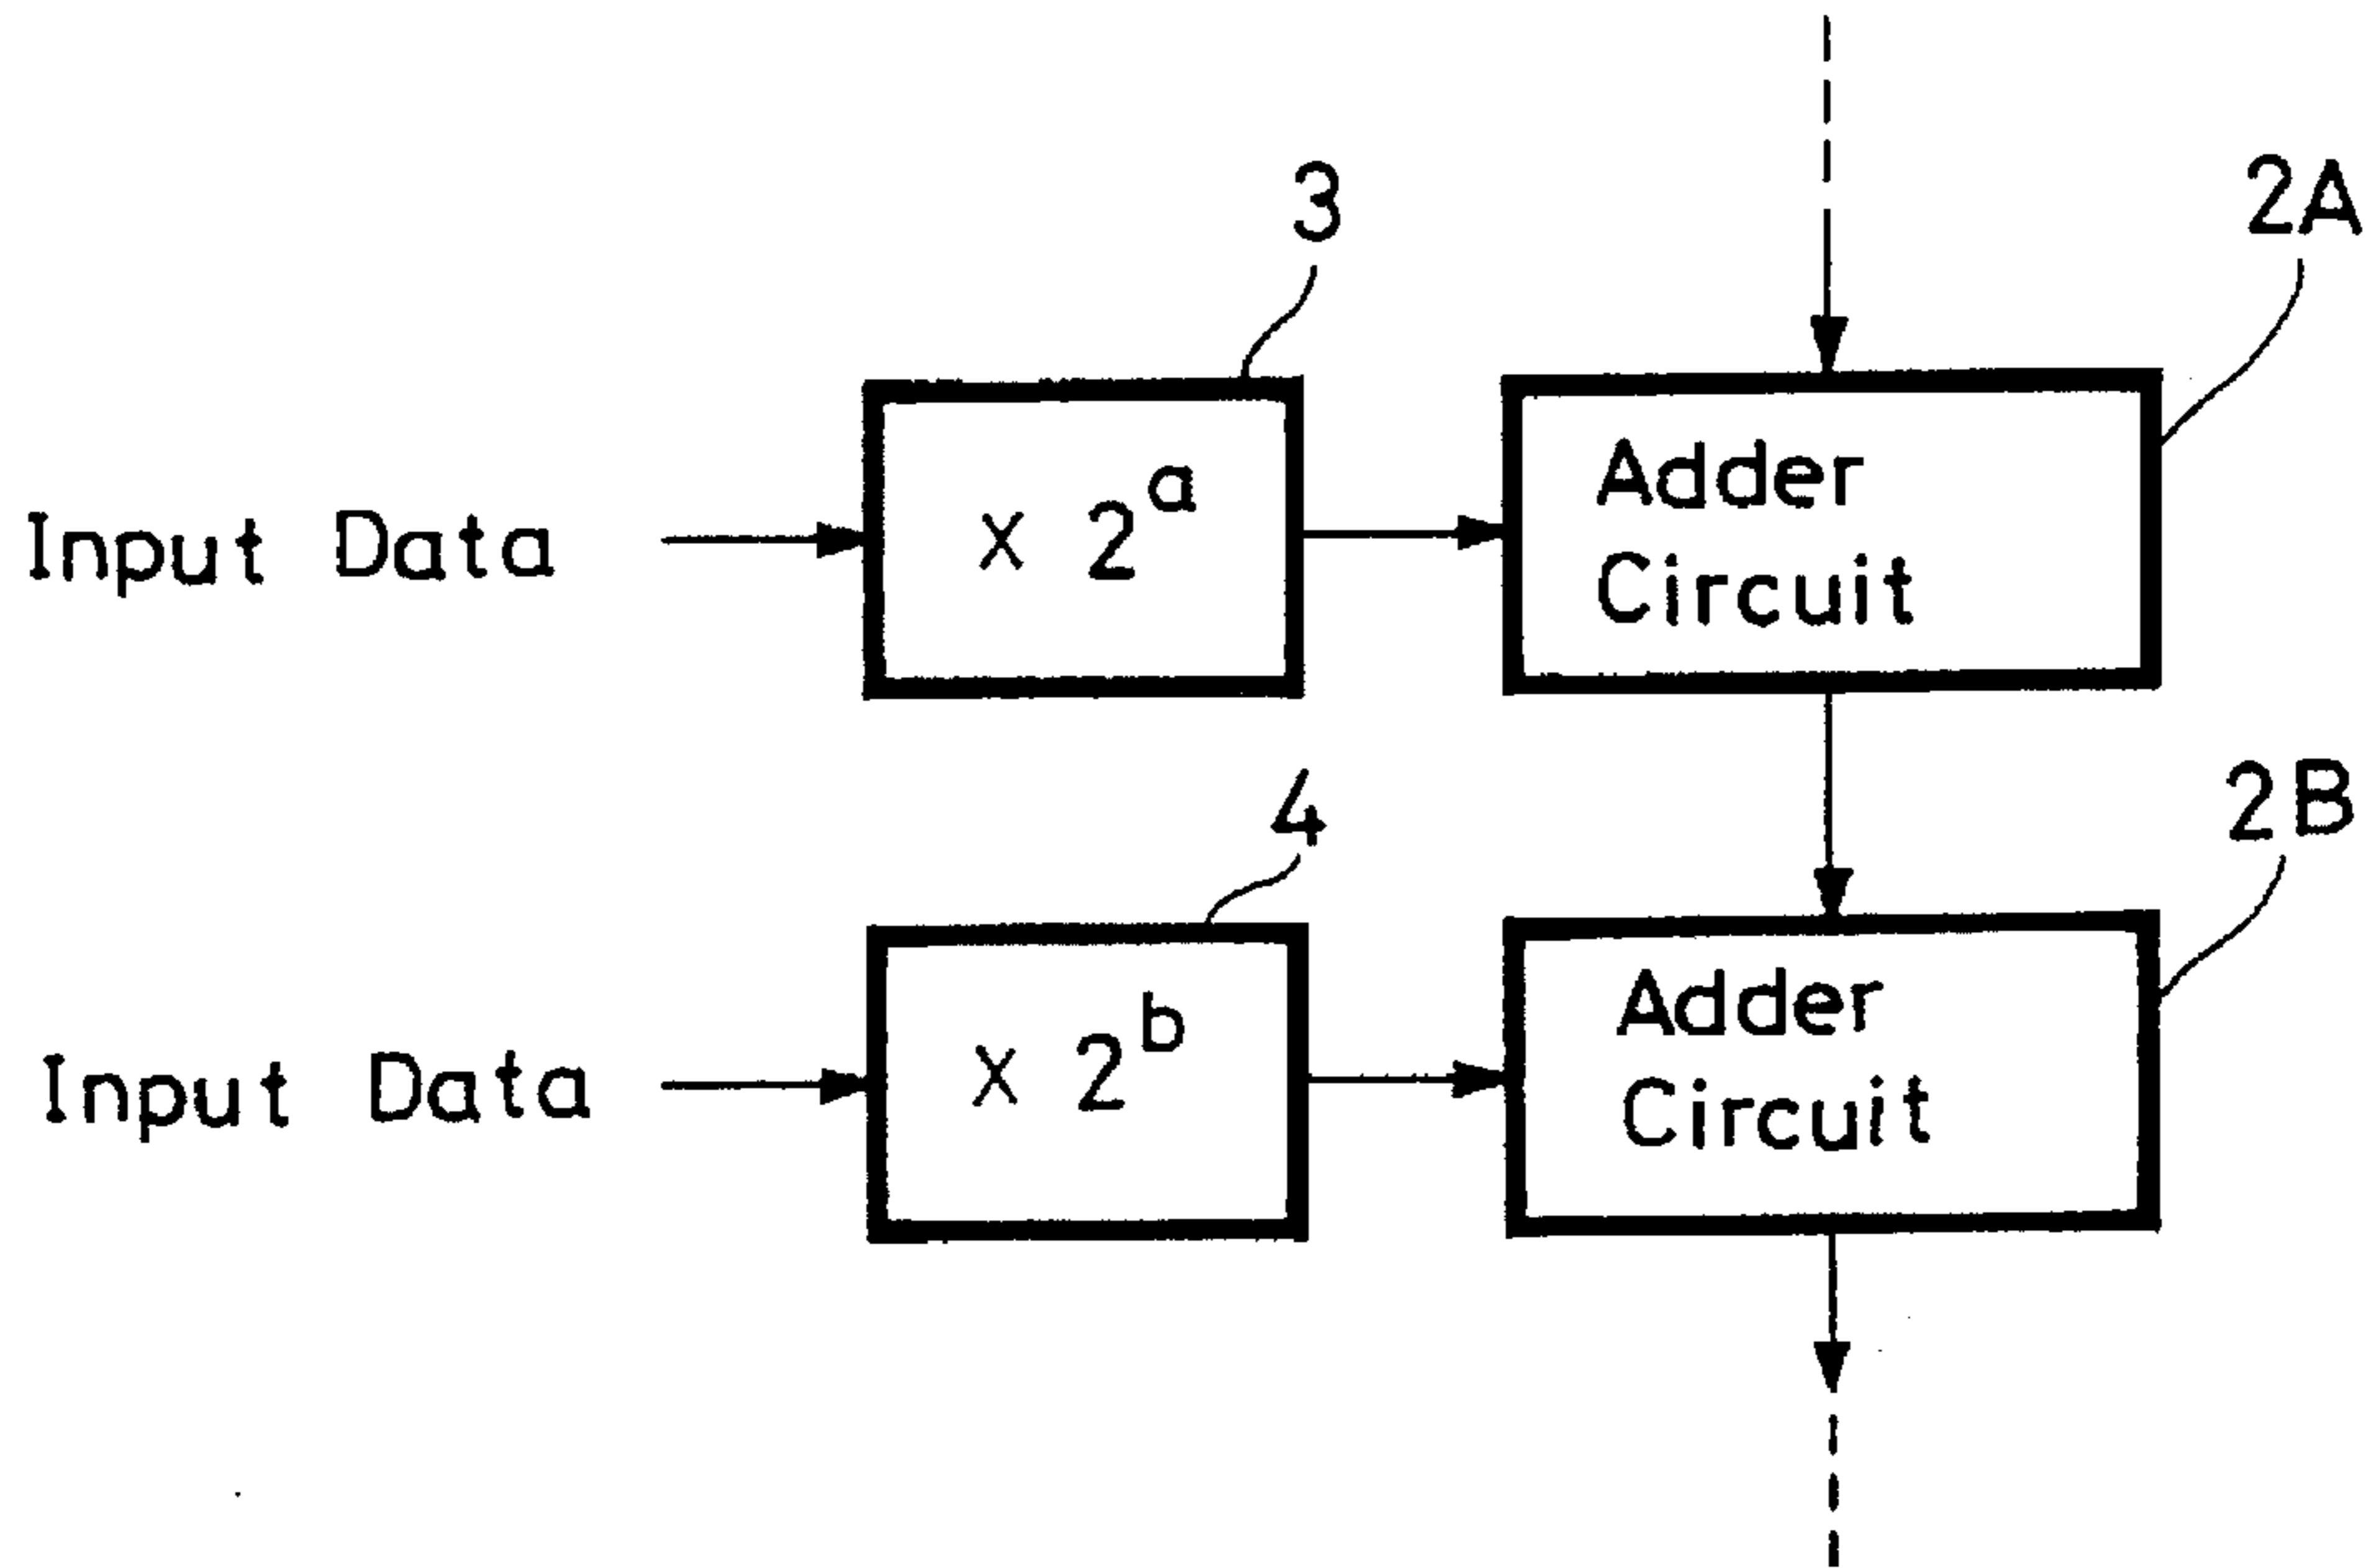 3
2A
Input Data
X 2^a
Adder
Circuit
4
2B
Input Data
X 2^b
Adder
Circuit